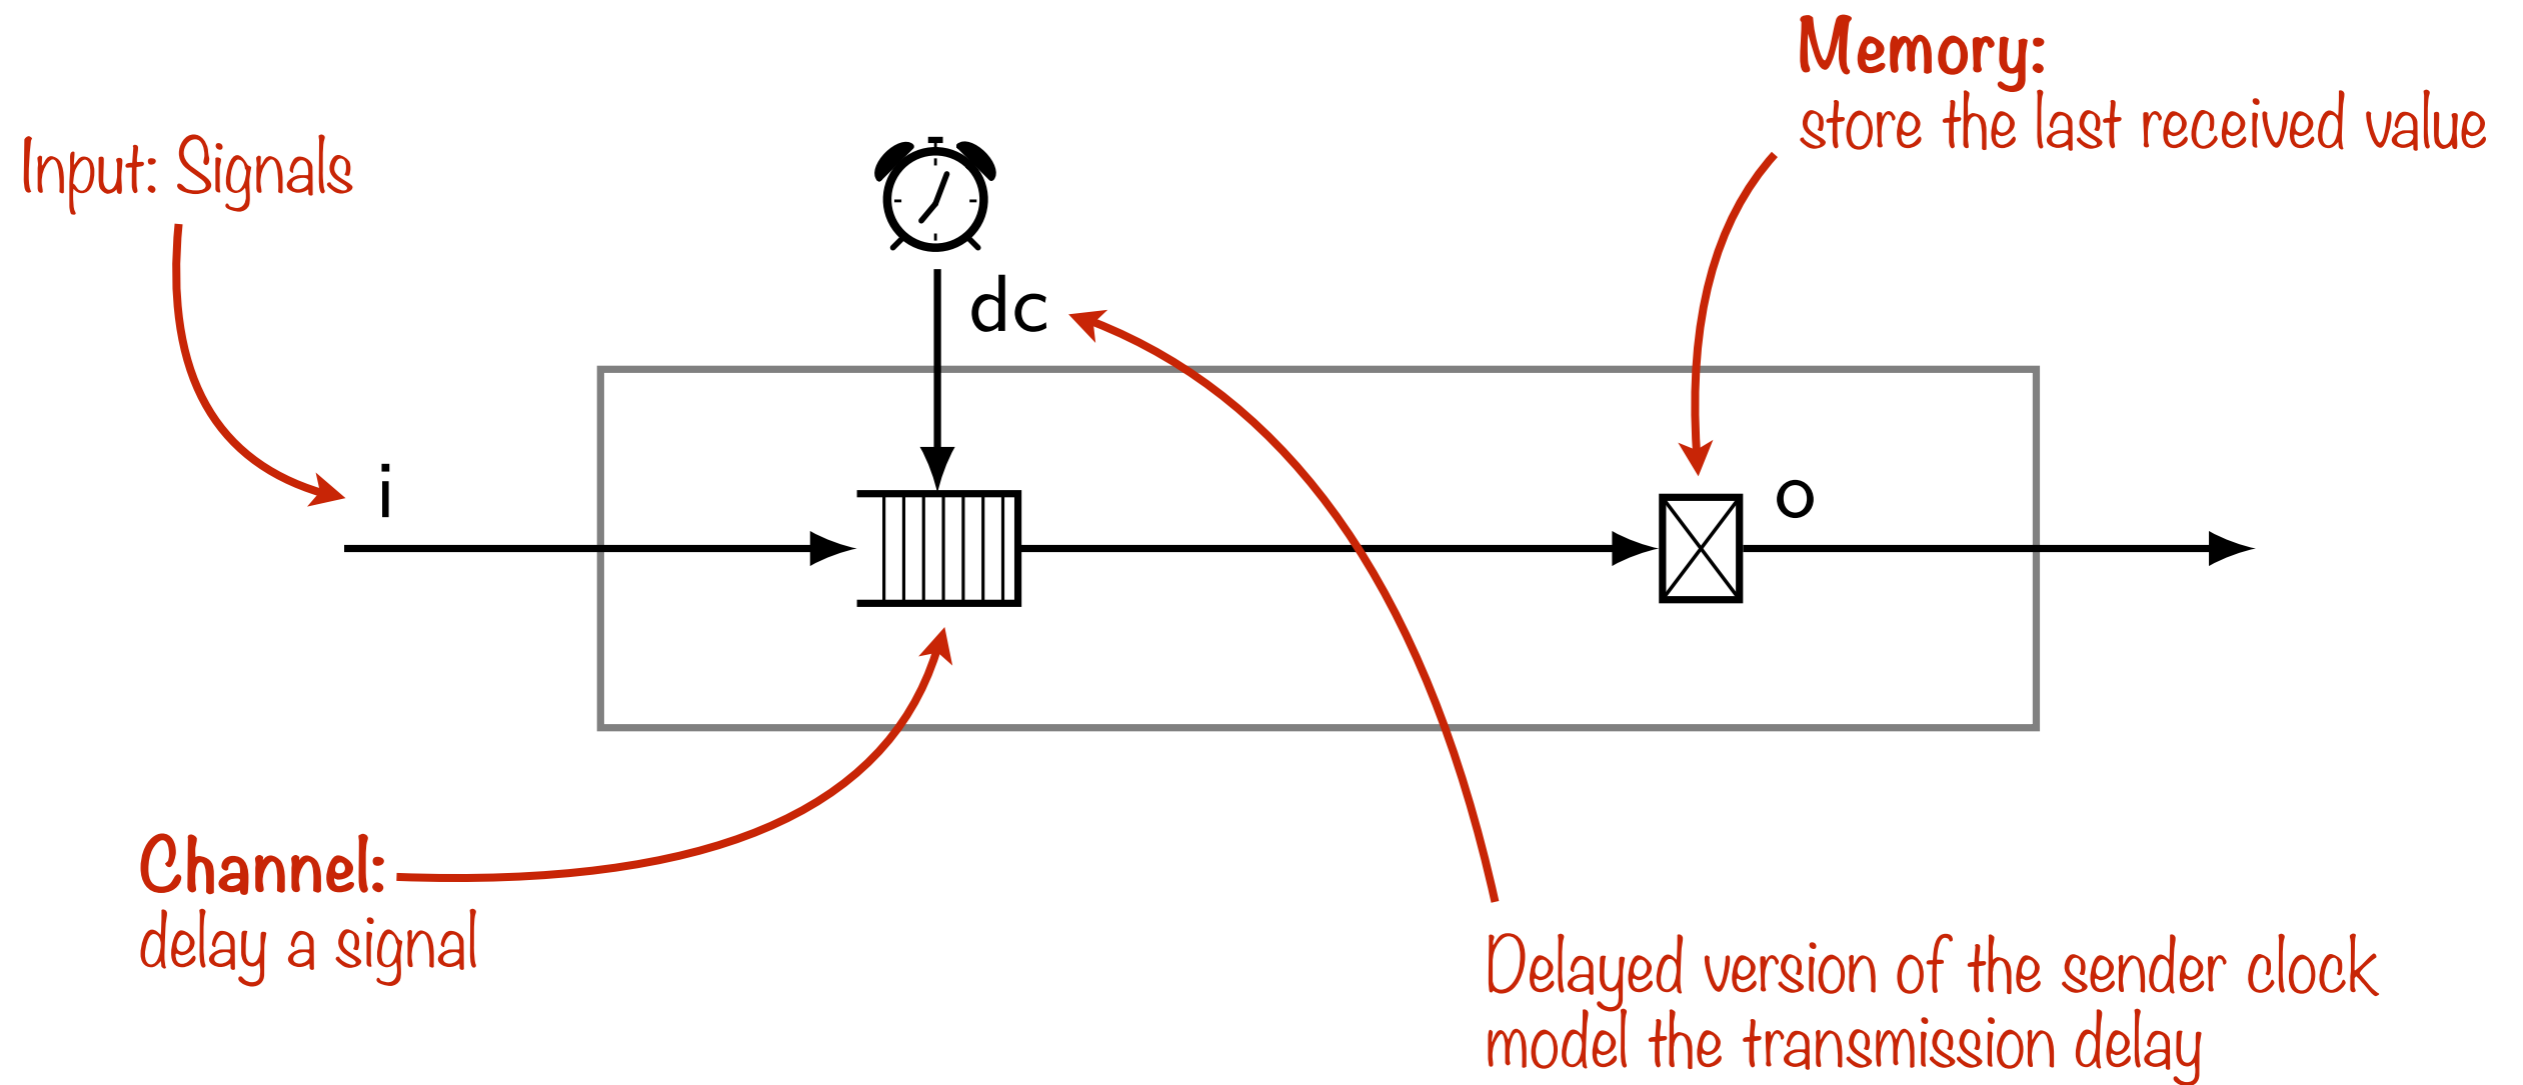 Memory:
store the last received value
Input: Signals
dc
i
o
Channel:
delay a signal
Delayed version of the sender clock
model the transmission delay